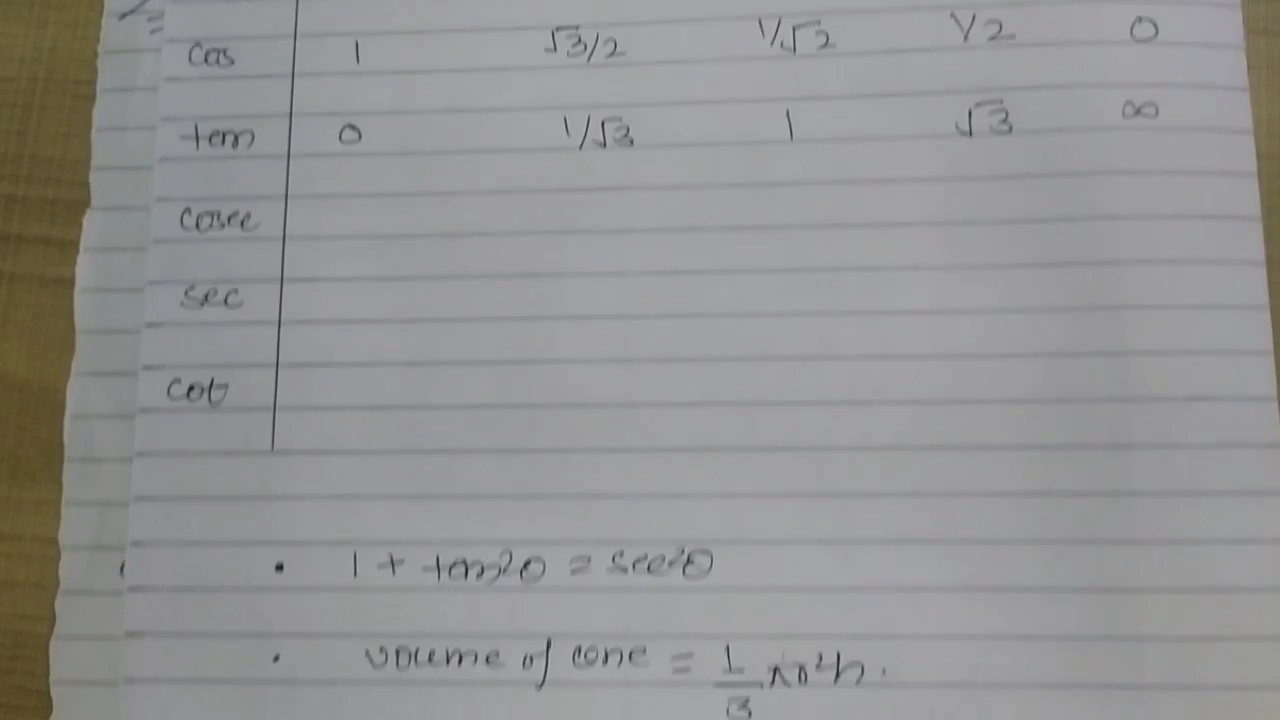 cos 1 √3/2 1/√2 1/2 0
tan 0 1/√3 1 √3 ∞
cosec
sec
cot
• 1 + tan²θ = sec²θ
• volume of cone = 1/3 πr²h.